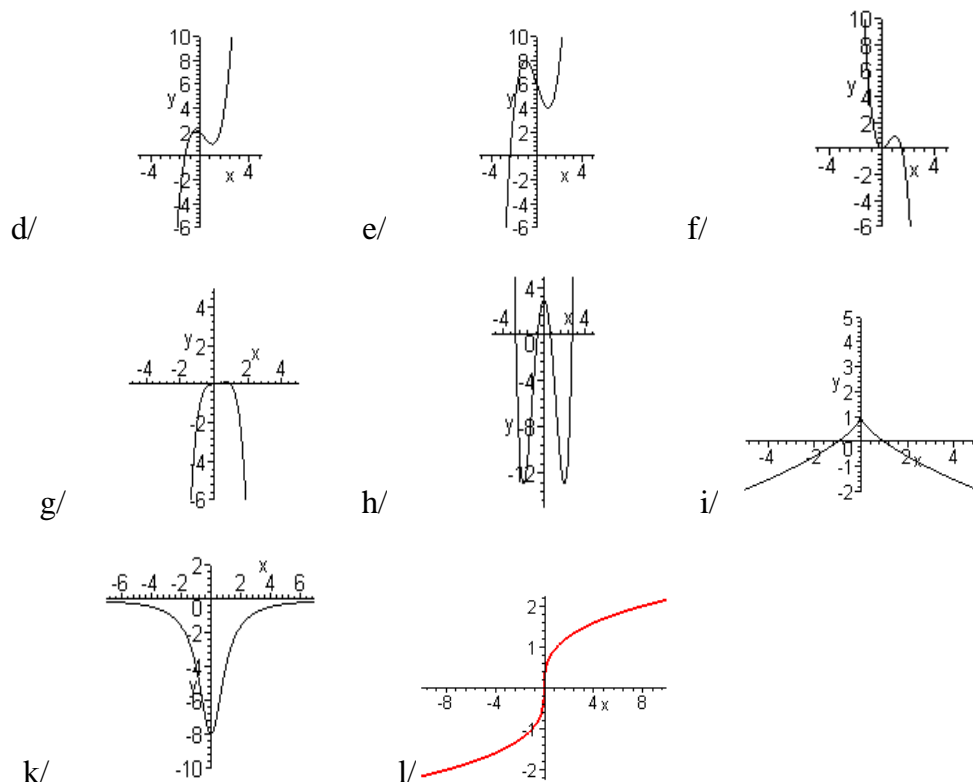 10 10 10
8 8 8
6 6 6
y 4 y 4 y 4
2 2 2
-4 x 4 -4 x 4 -4 x 4
-2 -2 -2
-4 -4 -4
d/ -6 e/ -6 f/ -6
4 4 5
y 2 x -4 x 4 4
-4 -2 2 4 0 3
-2 -4 y 2
-4 y -8 1
g/ -6 h/ -12 i/ -4 -2 0 2 x 4
-1
-2
2 x 2
-6 -4 -2 0 2 4 6 1
-2 -8 -4 4 x 8
-4 -1
y -6 -2
-8
k/ -10 l/